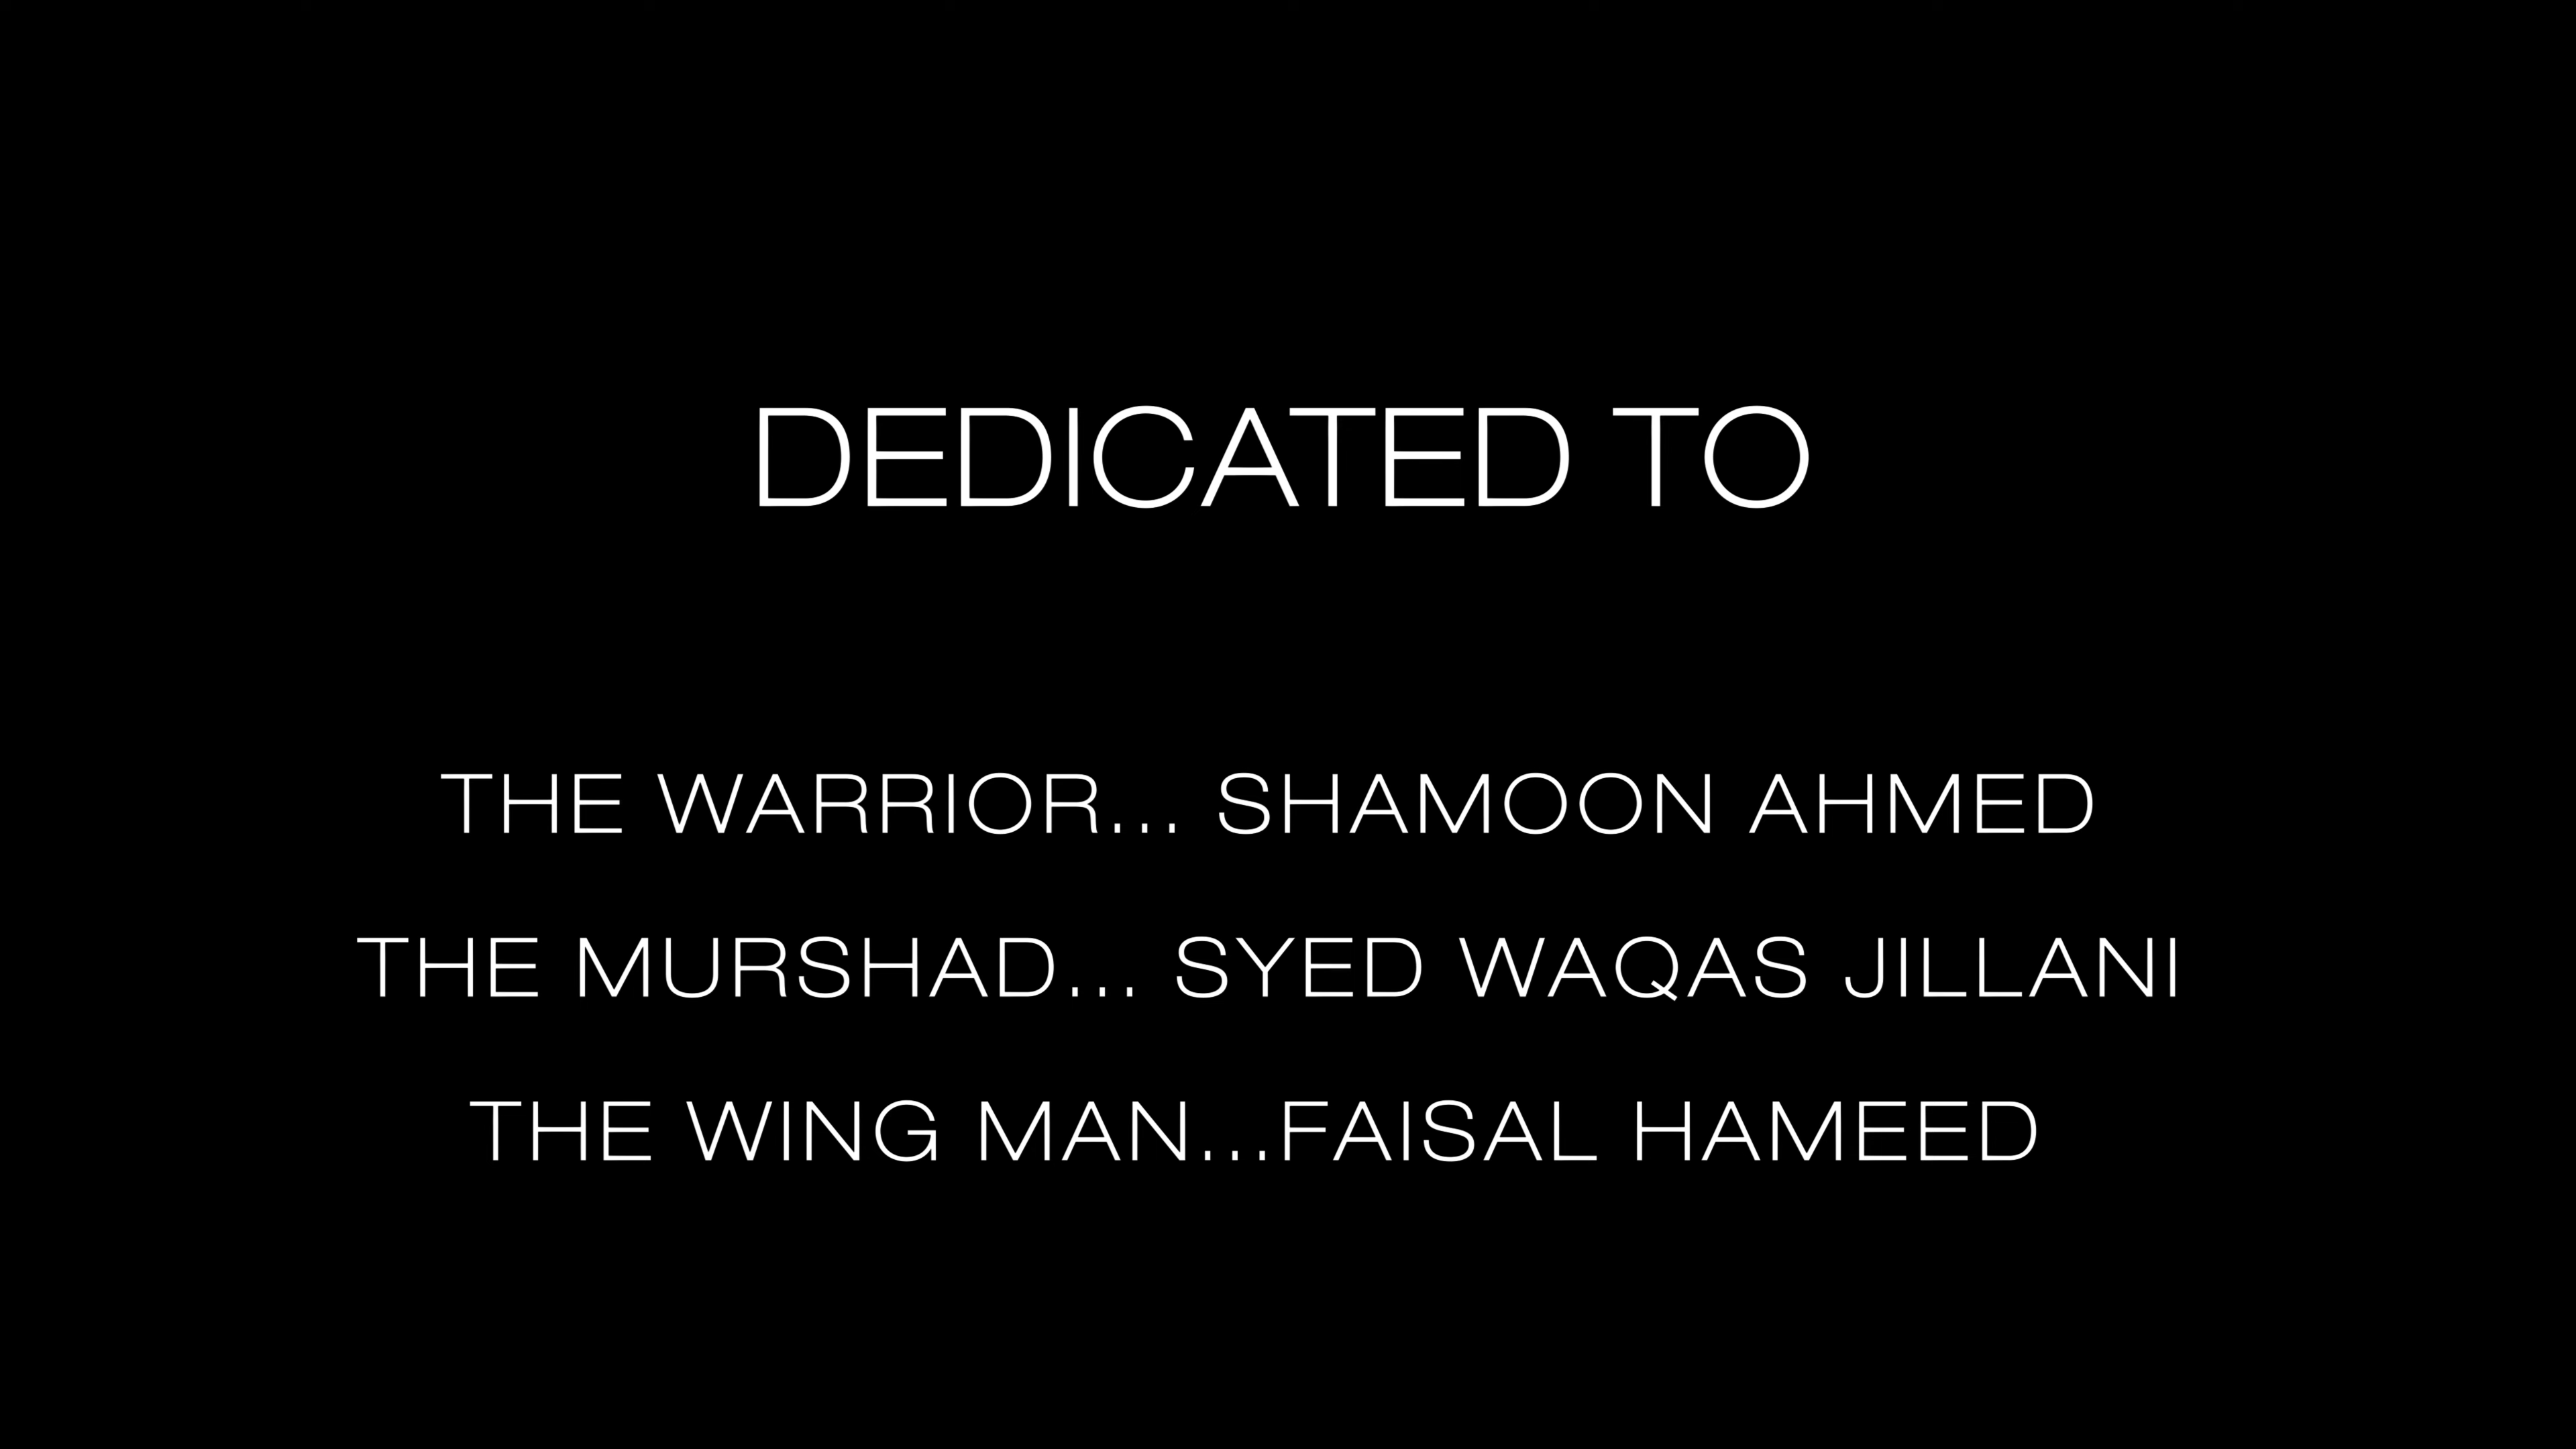 DEDICATED TO
THE WARRIOR... SHAMOON AHMED
THE MURSHAD... SYED WAQAS JILLANI
THE WING MAN...FAISAL HAMEED